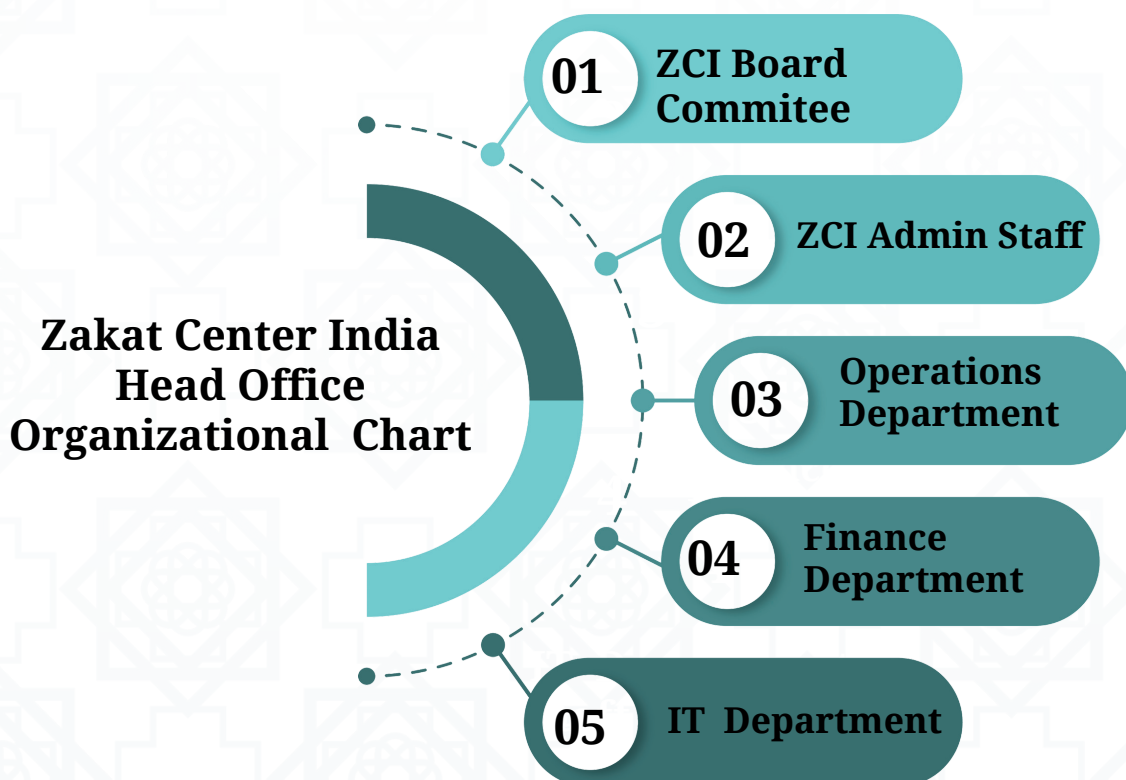 Zakat Center India
Head Office
Organizational Chart
01
ZCI Board
Commitee
02
ZCI Admin Staff
03
Operations
Department
04
Finance
Department
05
IT Department